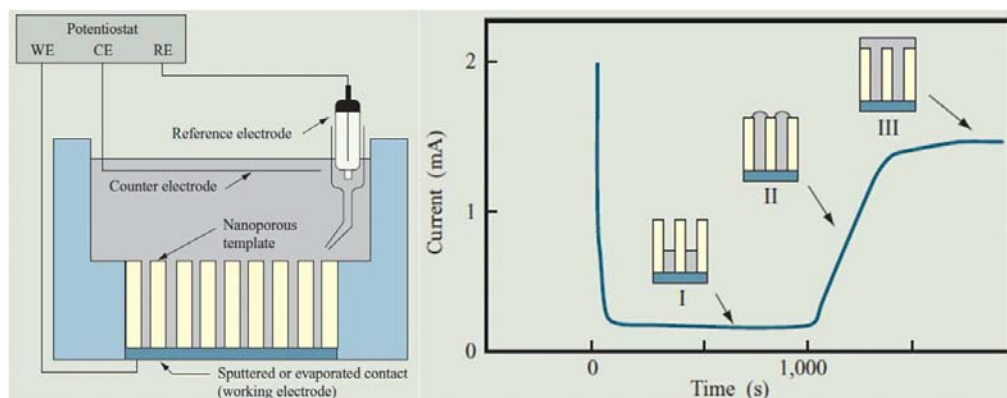 Potentiostat
WE CE RE
Reference electrode
Counter electrode
Nanoporous
template
Sputtered or evaporated contact
(working electrode)
Current (mA)
2
1
0
I
II
III
0 1,000
Time (s)